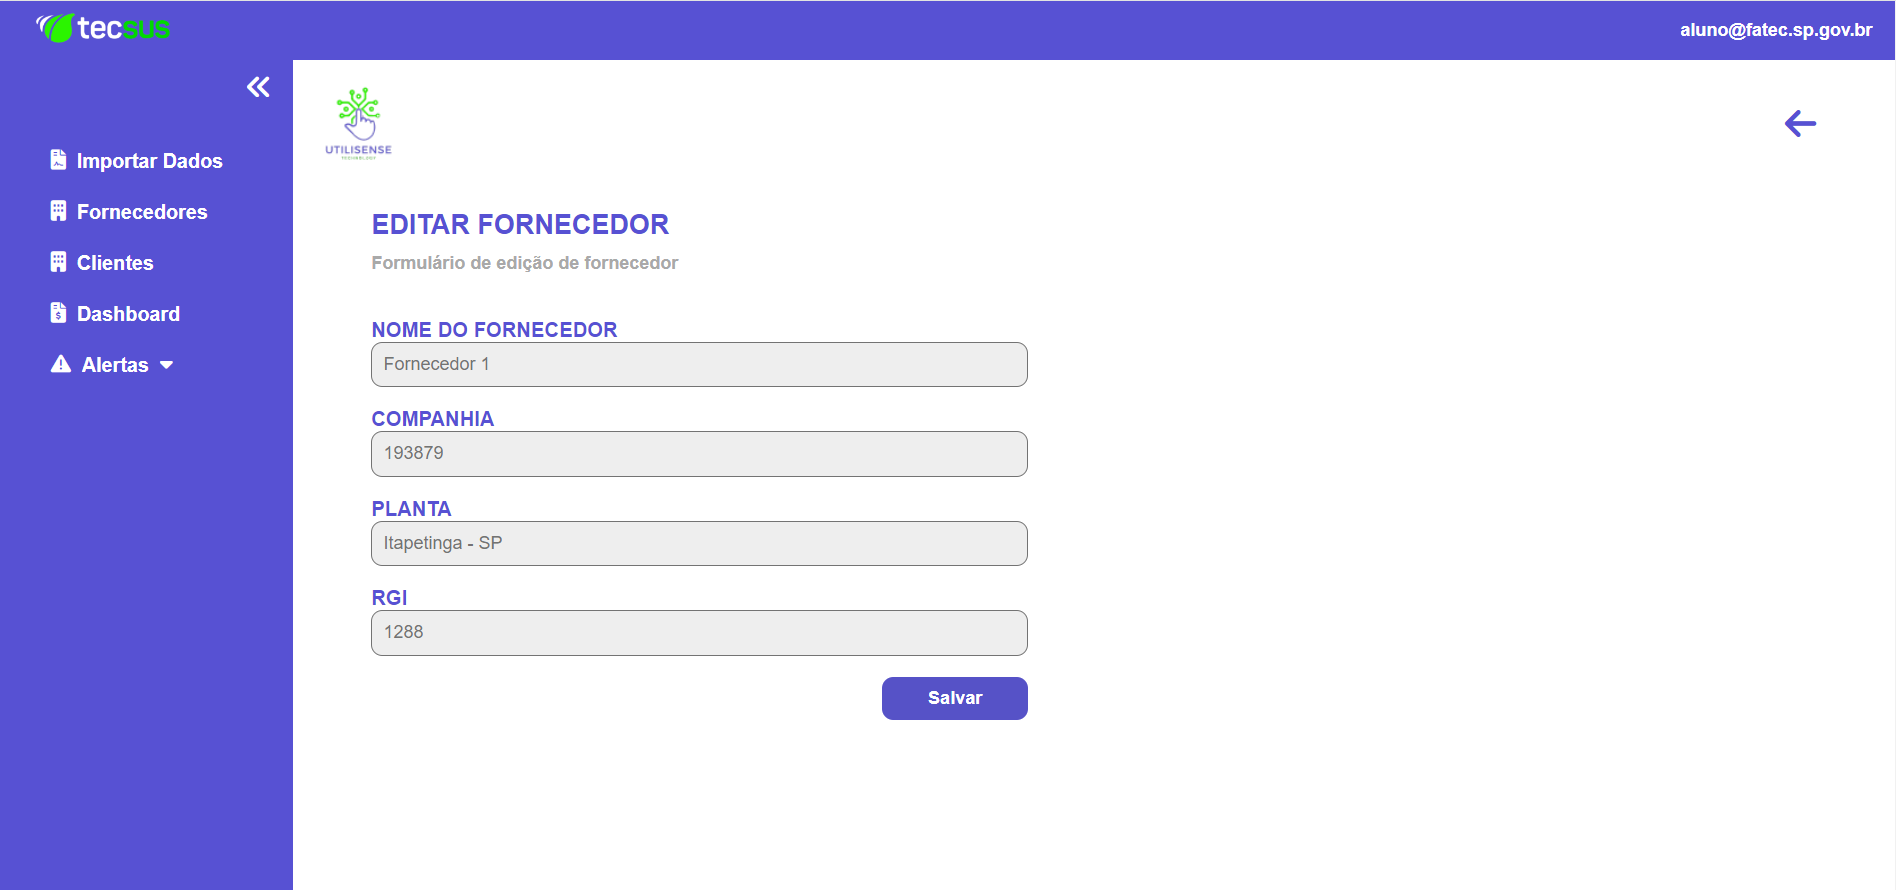 tecsus
aluno@fatec.sp.gov.br
Importar Dados
Fornecedores
Clientes
Dashboard
Alertas
UTILISENSE
EDITAR FORNECEDOR
Formulário de edição de fornecedor
NOME DO FORNECEDOR
Fornecedor 1
COMPANHIA
193879
PLANTA
Itapetinga - SP
RGI
1288
Salvar